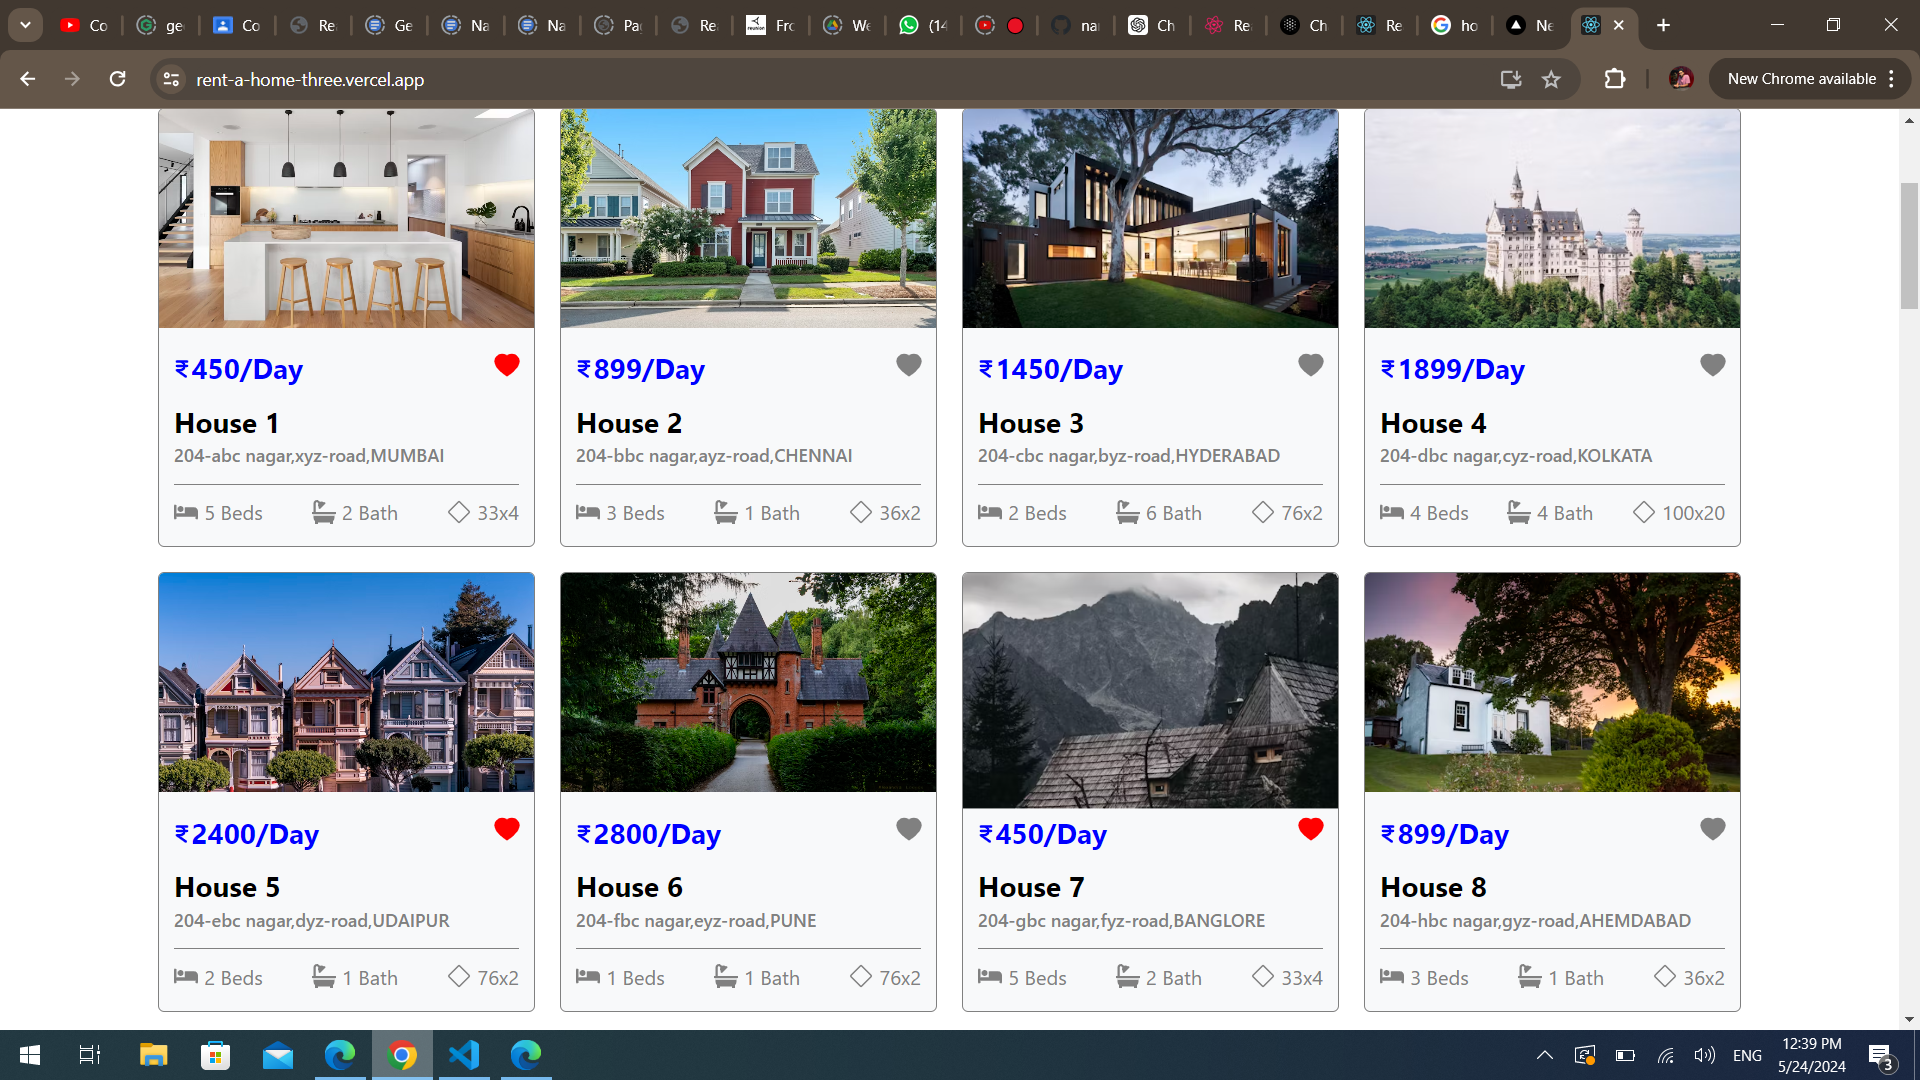 Co
ge
Co
Rea
Ge
Na
Na
Pa
Rea
Fro
We
(14
na
Ch
Rea
Ch
Re
ho
Ne
rent-a-home-three.vercel.app
New Chrome available
₹450/Day
House 1
204-abc nagar,xyz-road,MUMBAI
5 Beds 2 Bath 33x4
₹899/Day
House 2
204-bbc nagar,ayz-road,CHENNAI
3 Beds 1 Bath 36x2
₹1450/Day
House 3
204-cbc nagar,byz-road,HYDERABAD
2 Beds 6 Bath 76x2
₹1899/Day
House 4
204-dbc nagar,cyz-road,KOLKATA
4 Beds 4 Bath 100x20
₹2400/Day
House 5
204-ebc nagar,dyz-road,UDAIPUR
2 Beds 1 Bath 76x2
₹2800/Day
House 6
204-fbc nagar,eyz-road,PUNE
1 Beds 1 Bath 76x2
₹450/Day
House 7
204-gbc nagar,fyz-road,BANGLORE
5 Beds 2 Bath 33x4
₹899/Day
House 8
204-hbc nagar,gyz-road,AHEMDABAD
3 Beds 1 Bath 36x2
ENG
12:39 PM
5/24/2024
3